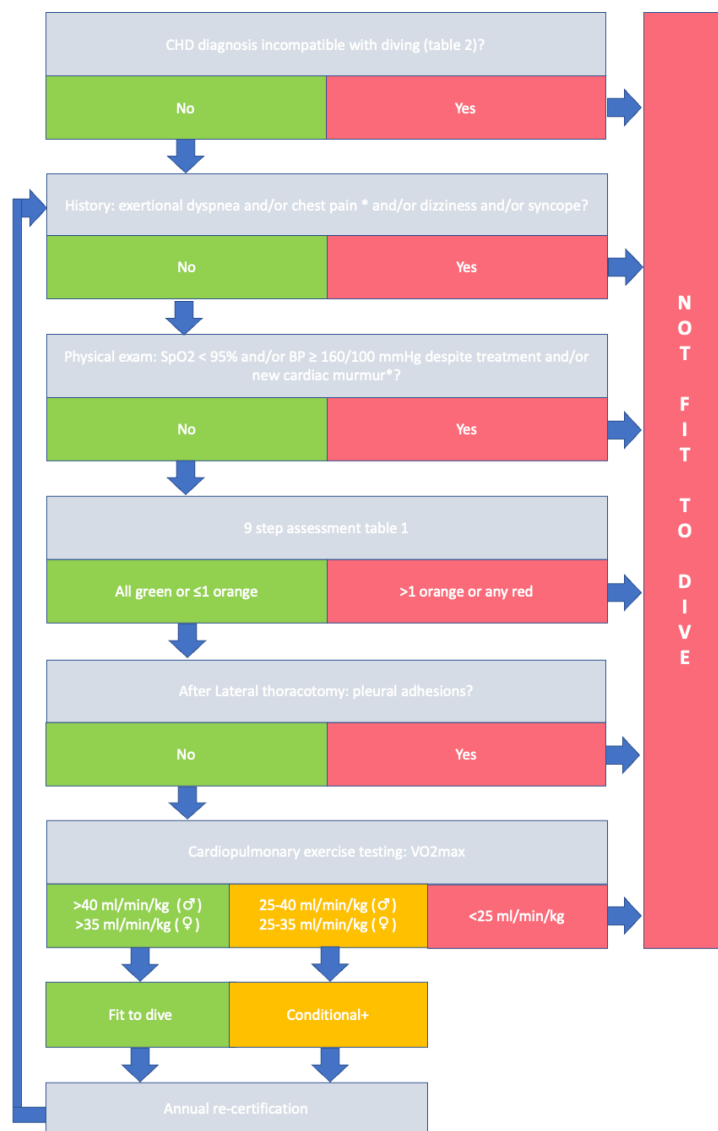 CHD diagnosis incompatible with diving (table 2)?
No
Yes
History: exertional dyspnea and/or chest pain * and/or dizziness and/or syncope?
No
Yes
Physical exam: SpO2 < 95% and/or BP ≥ 160/100 mmHg despite treatment and/or
new cardiac murmur*?
No
Yes
9 step assessment table 1
All green or ≤1 orange
>1 orange or any red
After Lateral thoracotomy: pleural adhesions?
No
Yes
Cardiopulmonary exercise testing: VO2max
>40 ml/min/kg (♂)
>35 ml/min/kg (♀)
25-40 ml/min/kg (♂)
25-35 ml/min/kg (♀)
<25 ml/min/kg
Fit to dive
Conditional+
Annual re-certification
NOT FIT TO DIVE